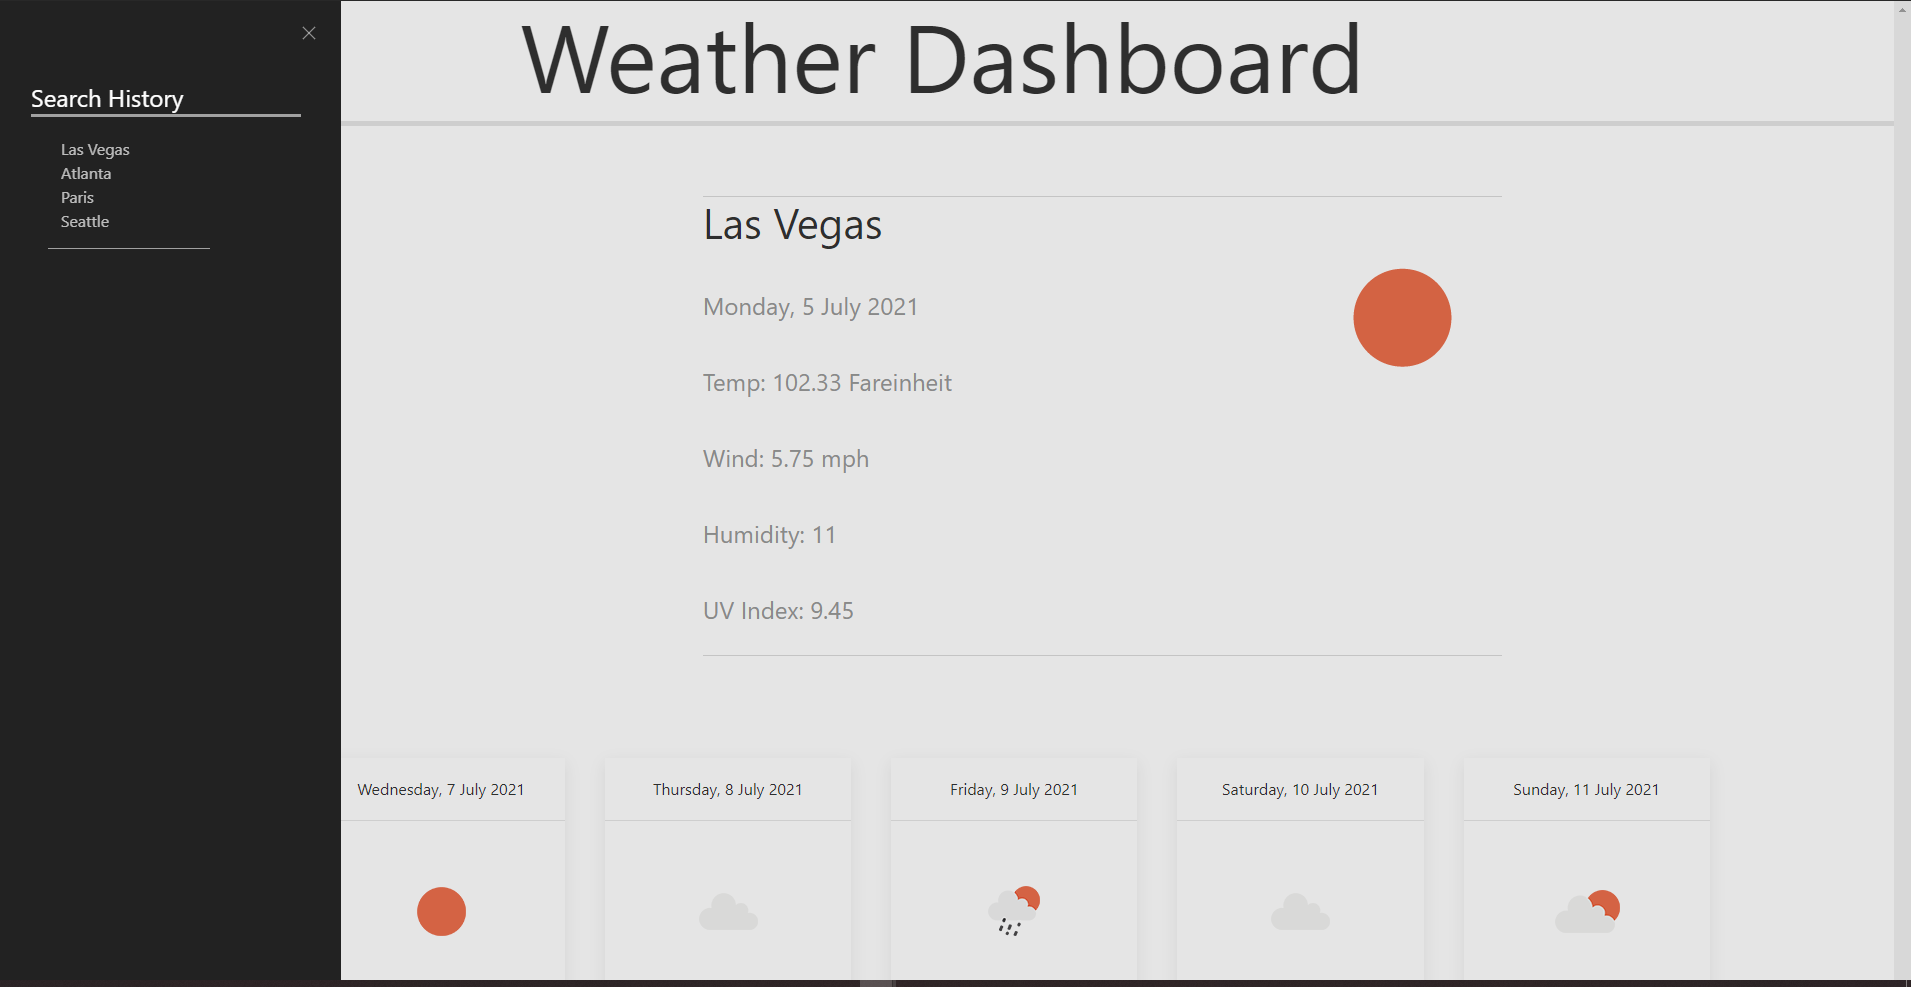 Weather Dashboard
Search History
Las Vegas
Atlanta
Paris
Seattle
Las Vegas
Monday, 5 July 2021
Temp: 102.33 Fareinheit
Wind: 5.75 mph
Humidity: 11
UV Index: 9.45
Wednesday, 7 July 2021
Thursday, 8 July 2021
Friday, 9 July 2021
Saturday, 10 July 2021
Sunday, 11 July 2021